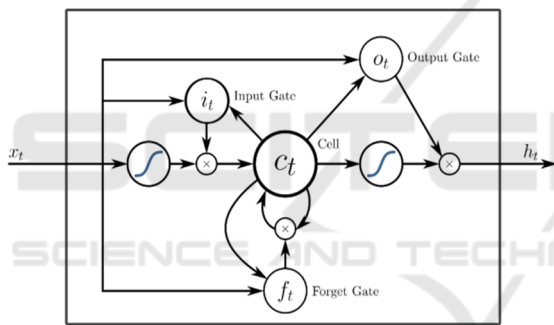 o_t Output Gate
i_t Input Gate
Cell
x_t
×
c_t
×
h_t
×
f_t Forget Gate
SCIENCE AND TECH